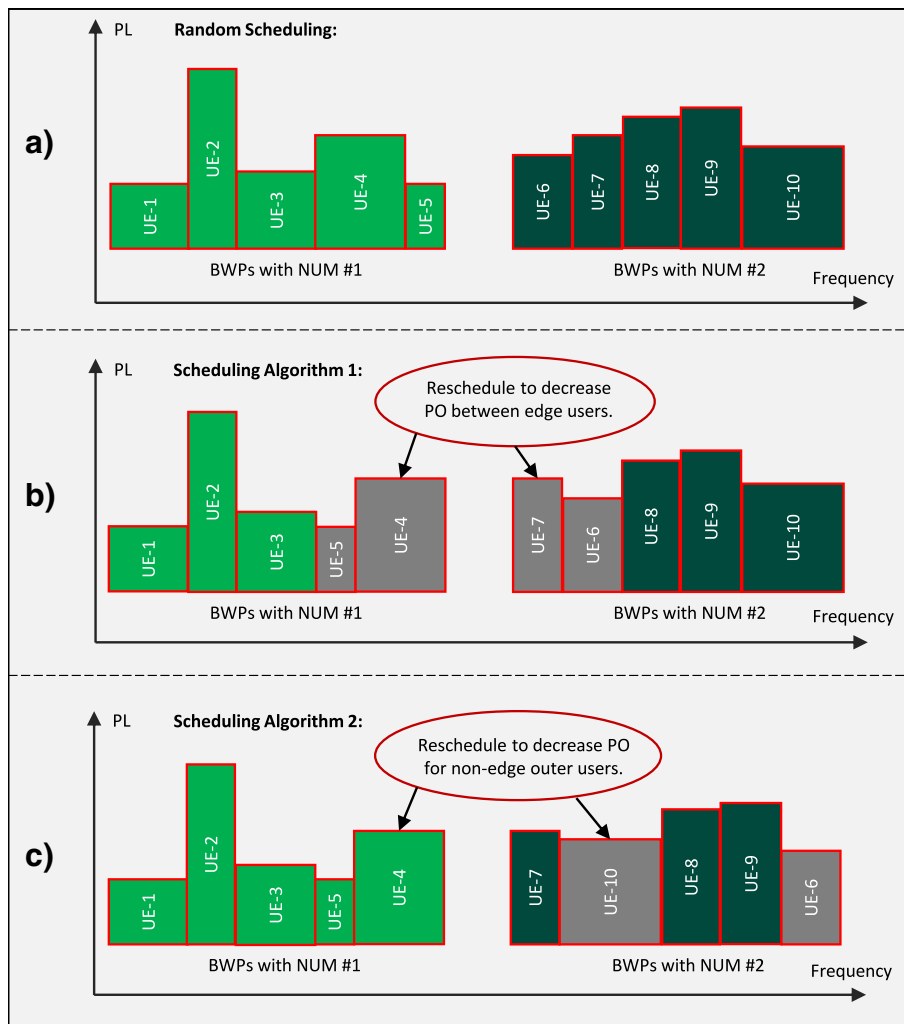 a)
PL
Random Scheduling:
UE-1
UE-2
UE-3
UE-4
UE-5
UE-6
UE-7
UE-8
UE-9
UE-10
BWPs with NUM #1
BWPs with NUM #2
Frequency
b)
PL
Scheduling Algorithm 1:
Reschedule to decrease
PO between edge users.
UE-1
UE-2
UE-3
UE-5
UE-4
UE-7
UE-6
UE-8
UE-9
UE-10
BWPs with NUM #1
BWPs with NUM #2
Frequency
c)
PL
Scheduling Algorithm 2:
Reschedule to decrease PO
for non-edge outer users.
UE-1
UE-2
UE-3
UE-5
UE-4
UE-7
UE-10
UE-8
UE-9
UE-6
BWPs with NUM #1
BWPs with NUM #2
Frequency